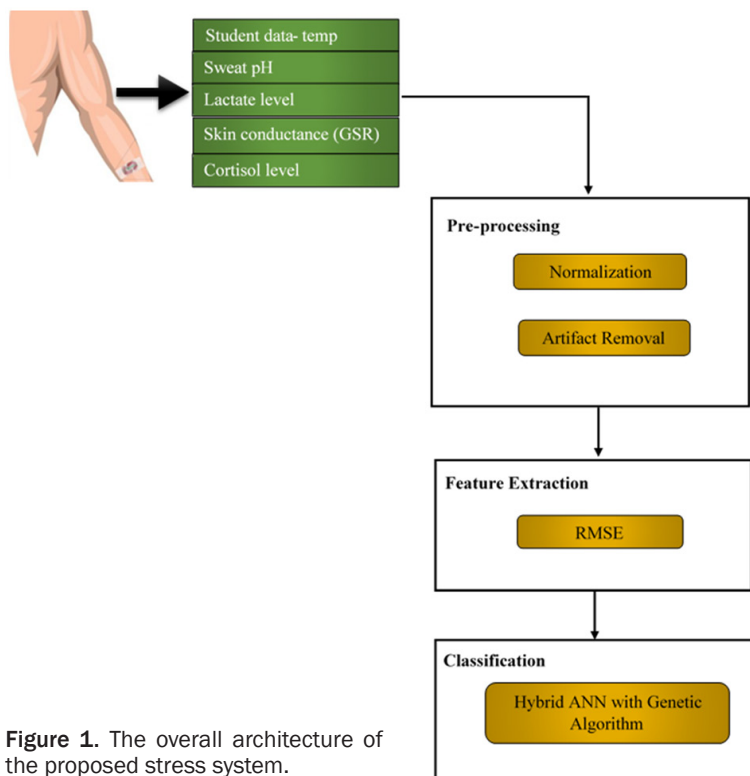 Student data- temp
Sweat pH
Lactate level
Skin conductance (GSR)
Cortisol level
Pre-processing
Normalization
Artifact Removal
Feature Extraction
RMSE
Classification
Hybrid ANN with Genetic
Algorithm
Figure 1. The overall architecture of
the proposed stress system.